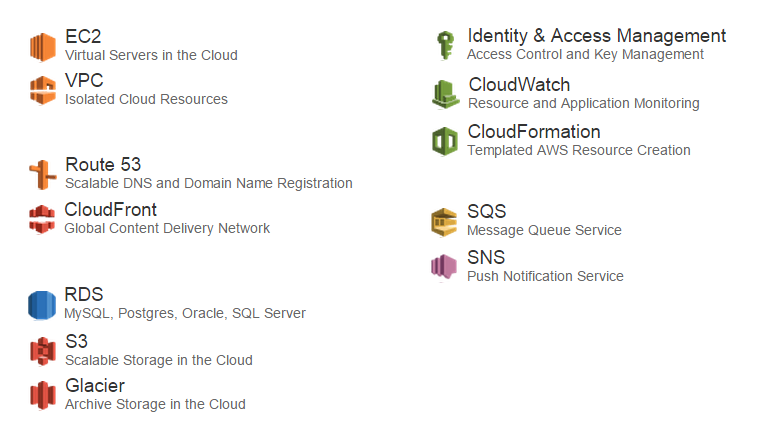 EC2
Virtual Servers in the Cloud
VPC
Isolated Cloud Resources
Route 53
Scalable DNS and Domain Name Registration
CloudFront
Global Content Delivery Network
RDS
MySQL, Postgres, Oracle, SQL Server
S3
Scalable Storage in the Cloud
Glacier
Archive Storage in the Cloud
Identity & Access Management
Access Control and Key Management
CloudWatch
Resource and Application Monitoring
CloudFormation
Templated AWS Resource Creation
SQS
Message Queue Service
SNS
Push Notification Service